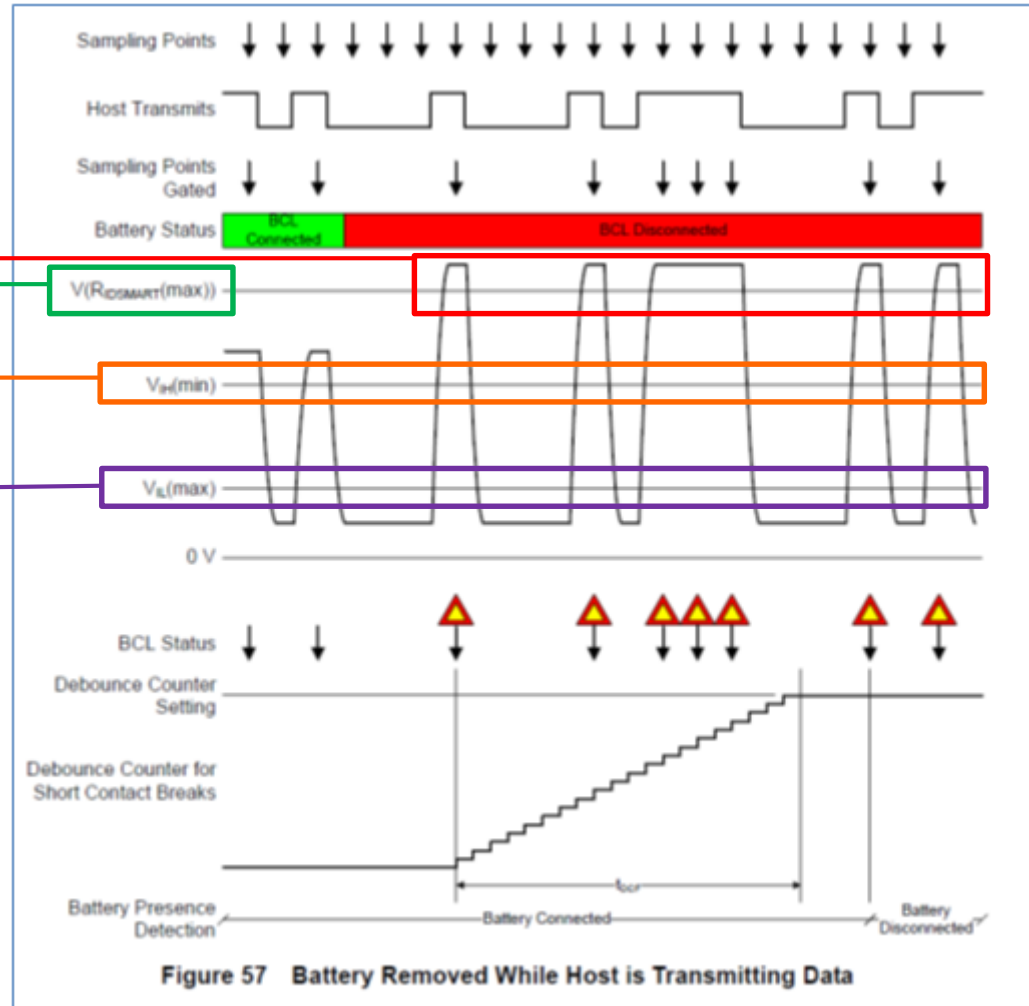 Sampling Points
Host Transmits
Sampling Points
Gated
Battery Status
BCL
Connected
BCL Disconnected
V(RIDSMART(max))
VIH(min)
VIL(max)
0 V
BCL Status
Debounce Counter
Setting
Debounce Counter for
Short Contact Breaks
Battery Presence
Detection
Battery Connected
Battery
Disconnected
Figure 57 Battery Removed While Host is Transmitting Data